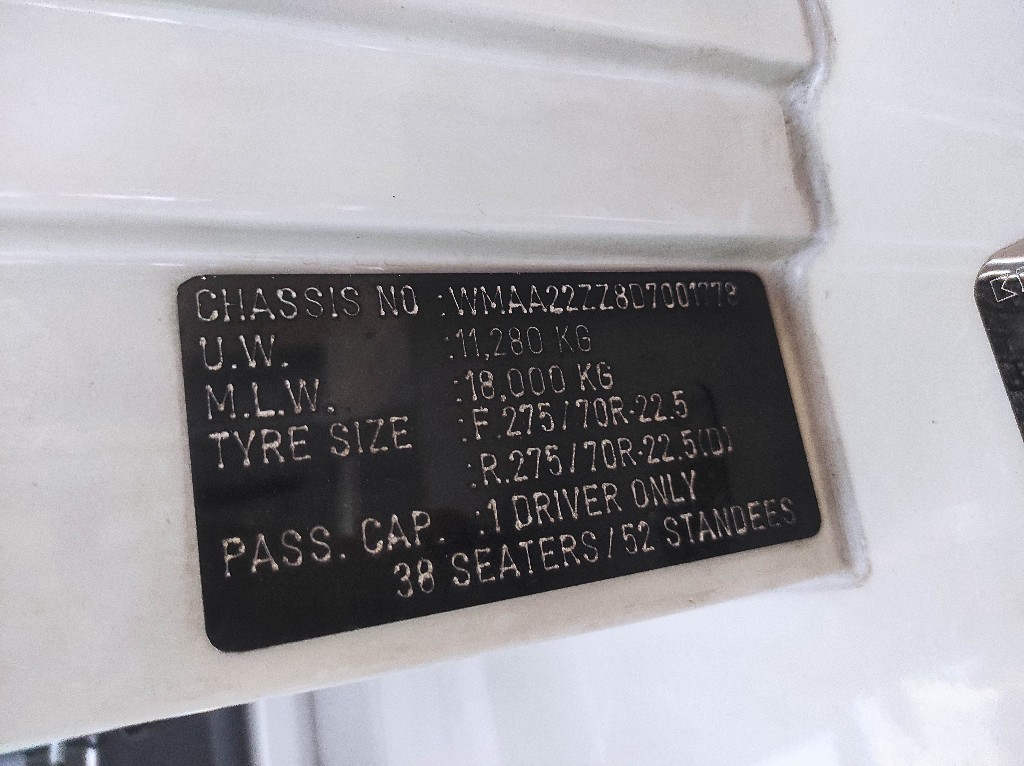 CHASSIS NO :WMAA22ZZ8D7001778
U.W. :11,280 KG
M.L.W. :18,000 KG
TYRE SIZE :F.275/70R-22.5
:R.275/70R-22.5(D)
PASS. CAP. :1 DRIVER ONLY
38 SEATERS/52 STANDEES